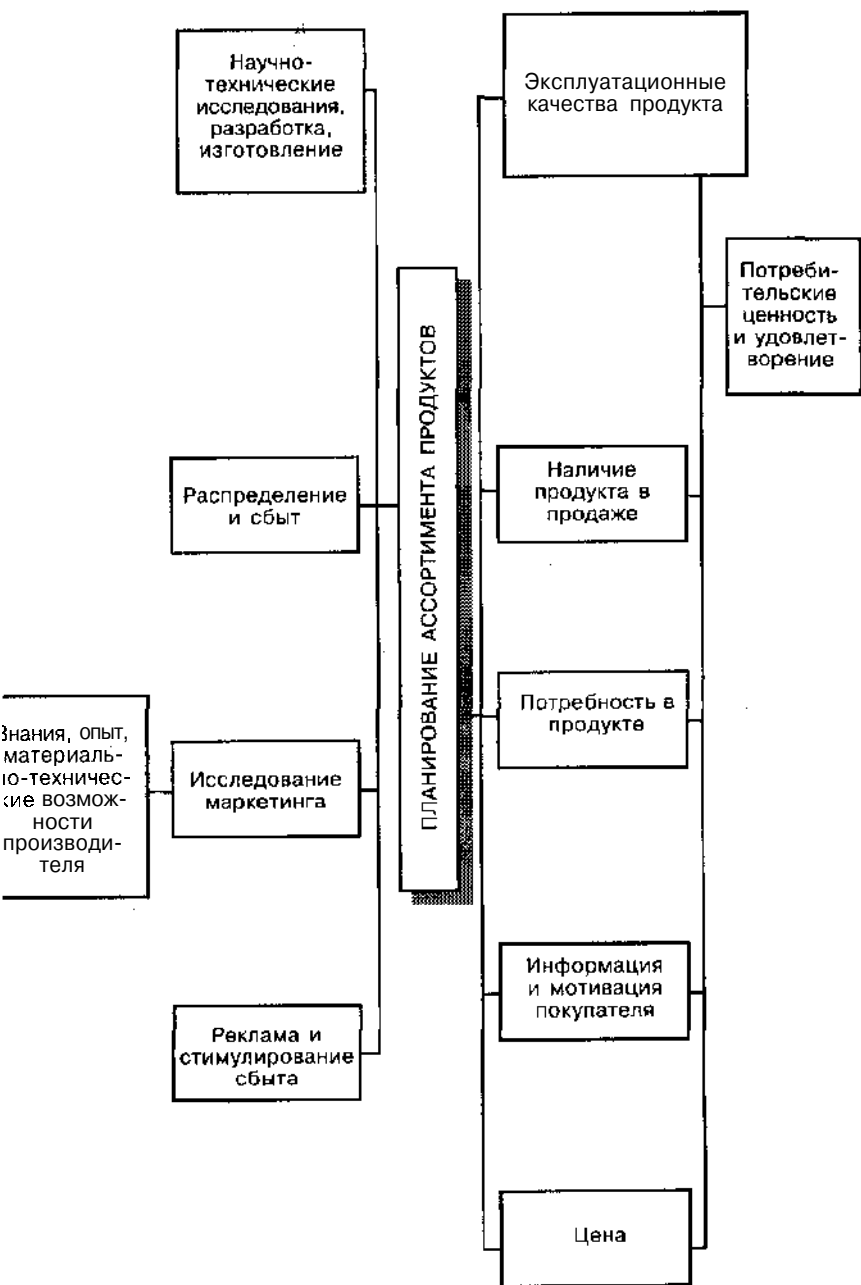 Научно-
технические
исследования,
разработка,
изготовление
Эксплуатационные
качества продукта
Потреби-
тельские
ценность
и удовлет-
ворение
ПЛАНИРОВАНИЕ АССОРТИМЕНТА ПРОДУКТОВ
Распределение
и сбыт
Наличие
продукта в
продаже
Потребность в
продукте
Знания, опыт,
материаль-
но-техничес-
кие возмож-
ности
производи-
теля
Исследование
маркетинга
Информация
и мотивация
покупателя
Реклама и
стимулирование
сбыта
Цена